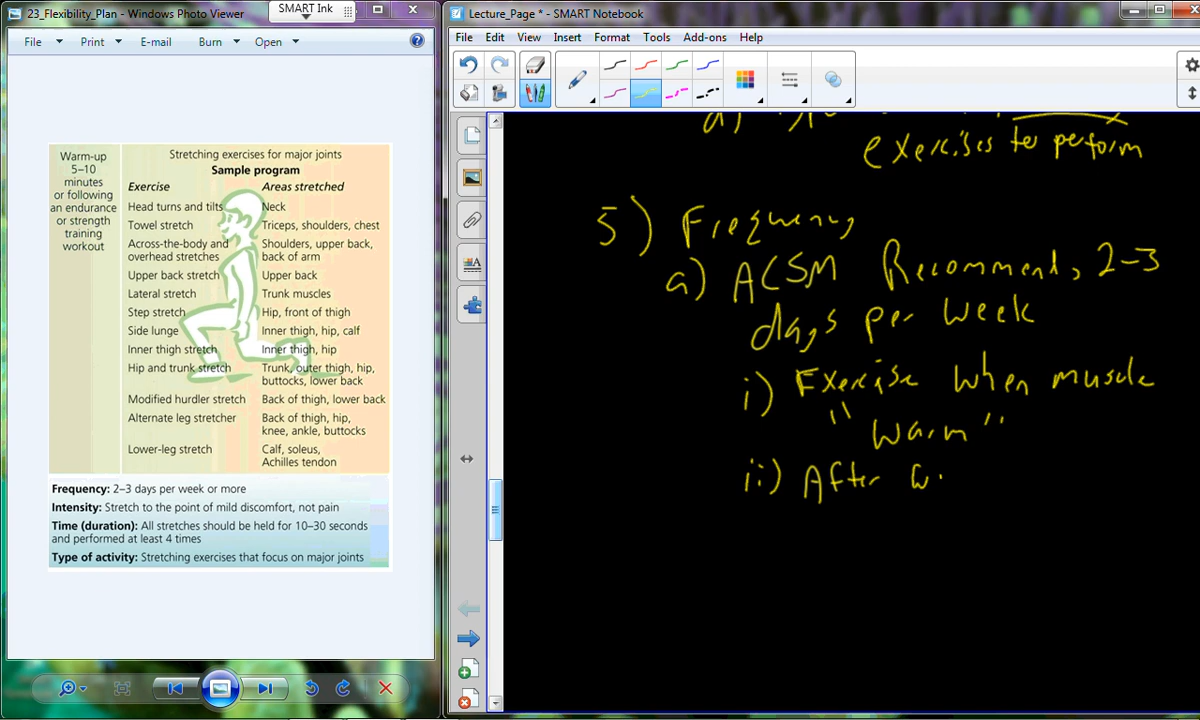 23_Flexibility_Plan - Windows Photo Viewer
SMART Ink
File Print E-mail Burn Open
Warm-up
5–10
minutes
or following
an endurance
or strength
training
workout
Stretching exercises for major joints
Sample program
Exercise Areas stretched
Head turns and tilts Neck
Towel stretch Triceps, shoulders, chest
Across-the-body and Shoulders, upper back,
overhead stretches back of arm
Upper back stretch Upper back
Lateral stretch Trunk muscles
Step stretch Hip, front of thigh
Side lunge Inner thigh, hip, calf
Inner thigh stretch Inner thigh, hip
Hip and trunk stretch Trunk, outer thigh, hip,
buttocks, lower back
Modified hurdler stretch Back of thigh, lower back
Alternate leg stretcher Back of thigh, hip,
knee, ankle, buttocks
Lower-leg stretch Calf, soleus,
Achilles tendon
Frequency: 2–3 days per week or more
Intensity: Stretch to the point of mild discomfort, not pain
Time (duration): All stretches should be held for 10–30 seconds
and performed at least 4 times
Type of activity: Stretching exercises that focus on major joints
Lecture_Page * - SMART Notebook
File Edit View Insert Format Tools Add-ons Help
exercises to perform
5) Frequency
a) ACSM Recommends 2-3
days per week
i) Exercise when muscle
"warm"
ii) After w